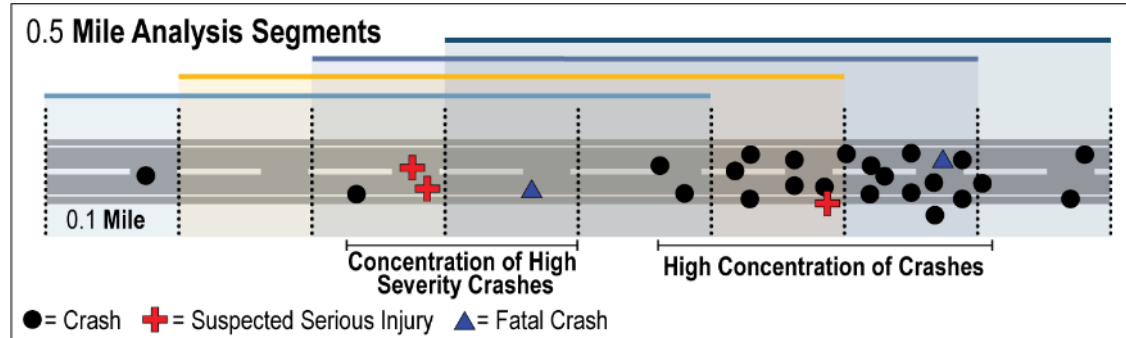 0.5 Mile Analysis Segments
0.1 Mile
Concentration of High
Severity Crashes
High Concentration of Crashes
= Crash = Suspected Serious Injury = Fatal Crash